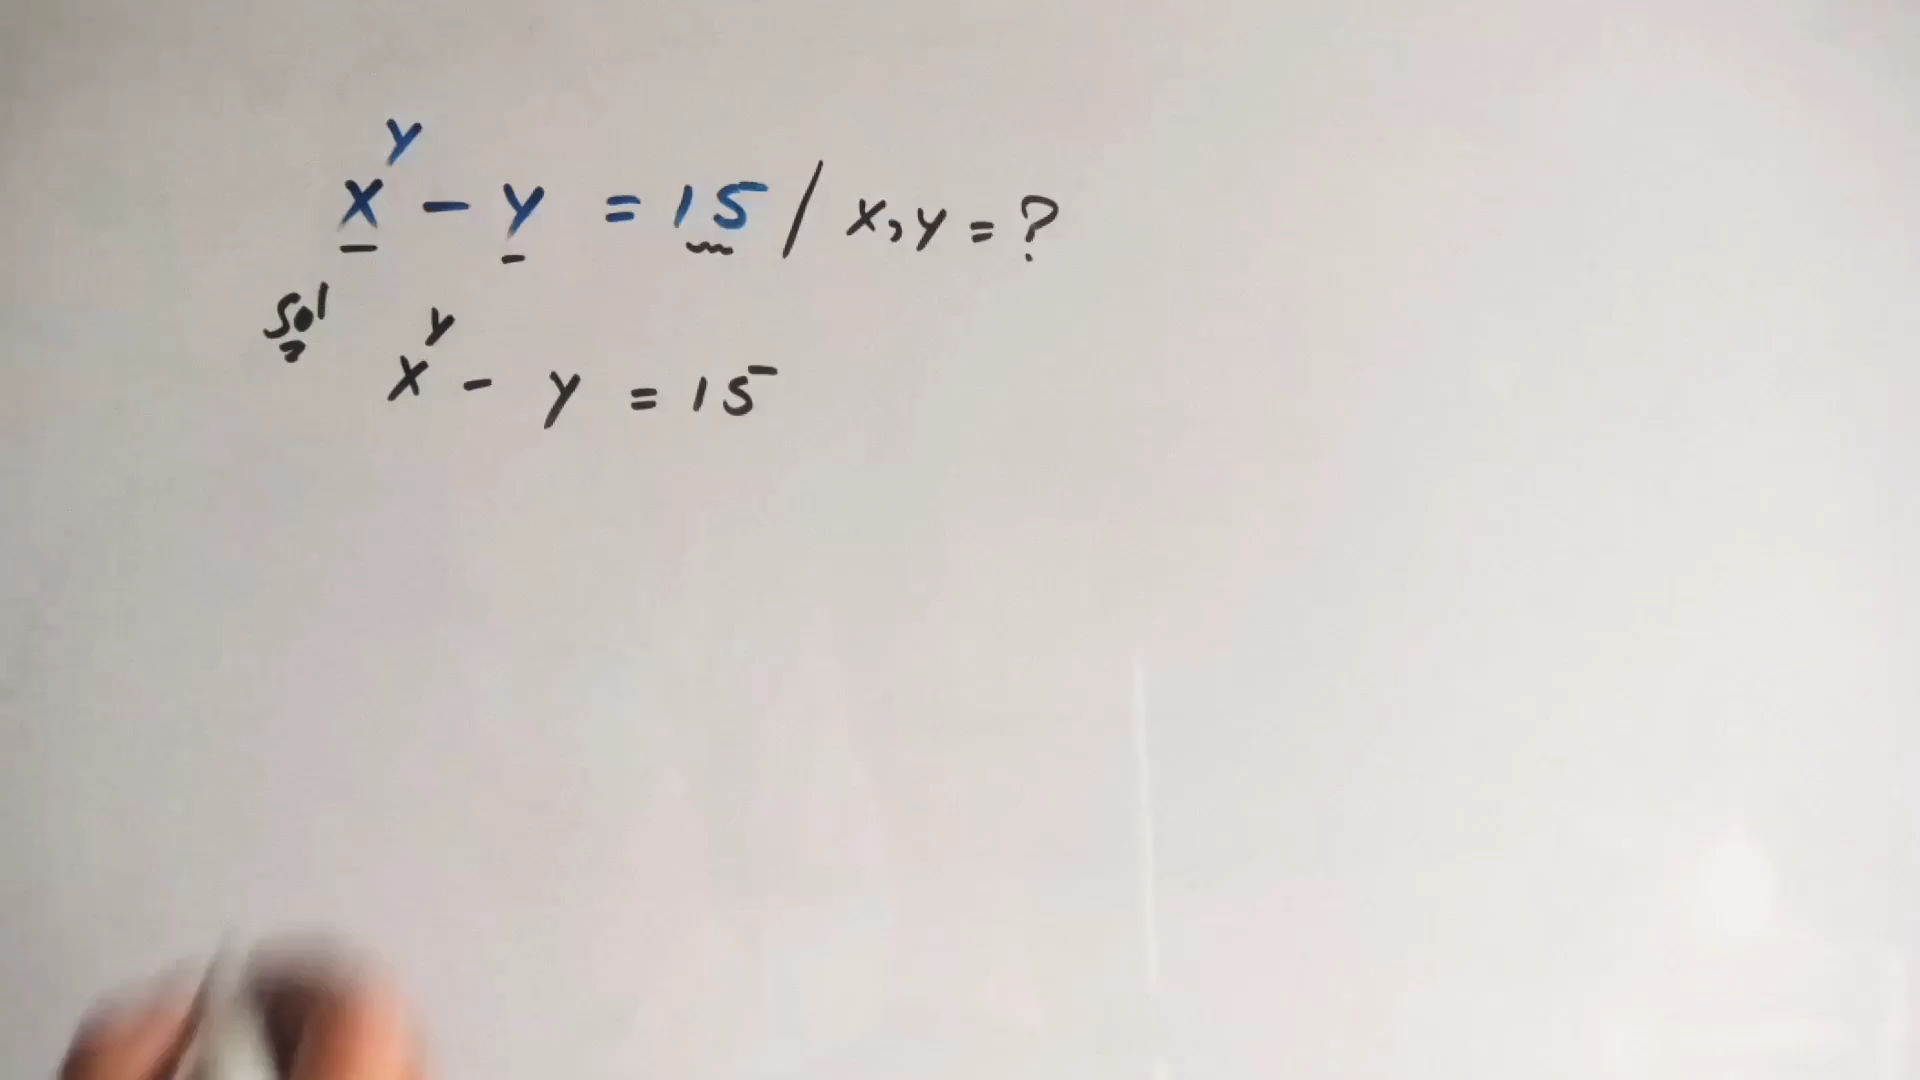 x^y - y = 15 / x, y = ?
Sol
x^y - y = 15